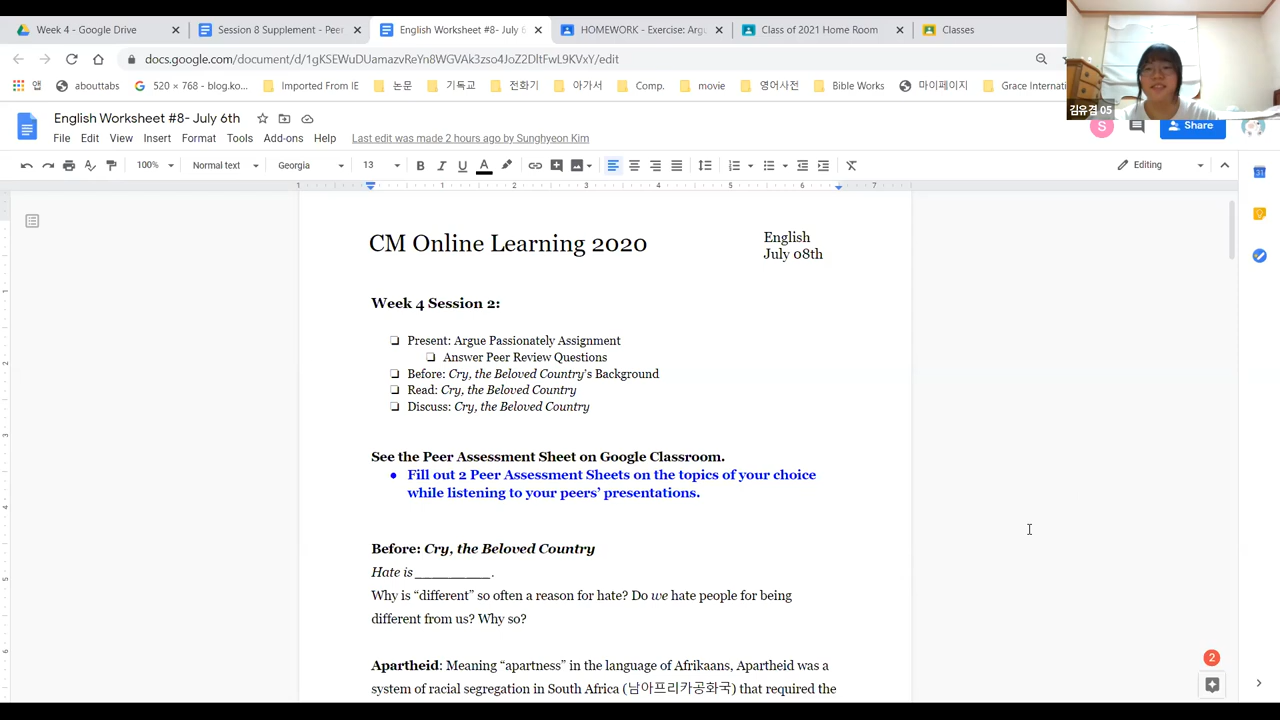 Week 4 - Google Drive
Session 8 Supplement - Peer
English Worksheet #8- July 6
HOMEWORK - Exercise: Argu
Class of 2021 Home Room
Classes
앱
abouttabs
520 × 768 - blog.ko...
Imported From IE
논문
기독교
전화기
아가서
Comp.
movie
영어사전
Bible Works
마이페이지
Grace Internati
김유겸 05
English Worksheet #8- July 6th
File Edit View Insert Format Tools Add-ons Help
Last edit was made 2 hours ago by Sunghyeon Kim
S
Share
100% Normal text Georgia 13
B I U A
Editing
1 1 2 3 4 5 6 7
CM Online Learning 2020
English
July 08th
Week 4 Session 2:
Present: Argue Passionately Assignment
Answer Peer Review Questions
Before: Cry, the Beloved Country's Background
Read: Cry, the Beloved Country
Discuss: Cry, the Beloved Country
See the Peer Assessment Sheet on Google Classroom.
• Fill out 2 Peer Assessment Sheets on the topics of your choice
while listening to your peers' presentations.
Before: Cry, the Beloved Country
Hate is __________.
Why is "different" so often a reason for hate? Do we hate people for being
different from us? Why so?
Apartheid: Meaning "apartness" in the language of Afrikaans, Apartheid was a
system of racial segregation in South Africa (남아프리카공화국) that required the
2